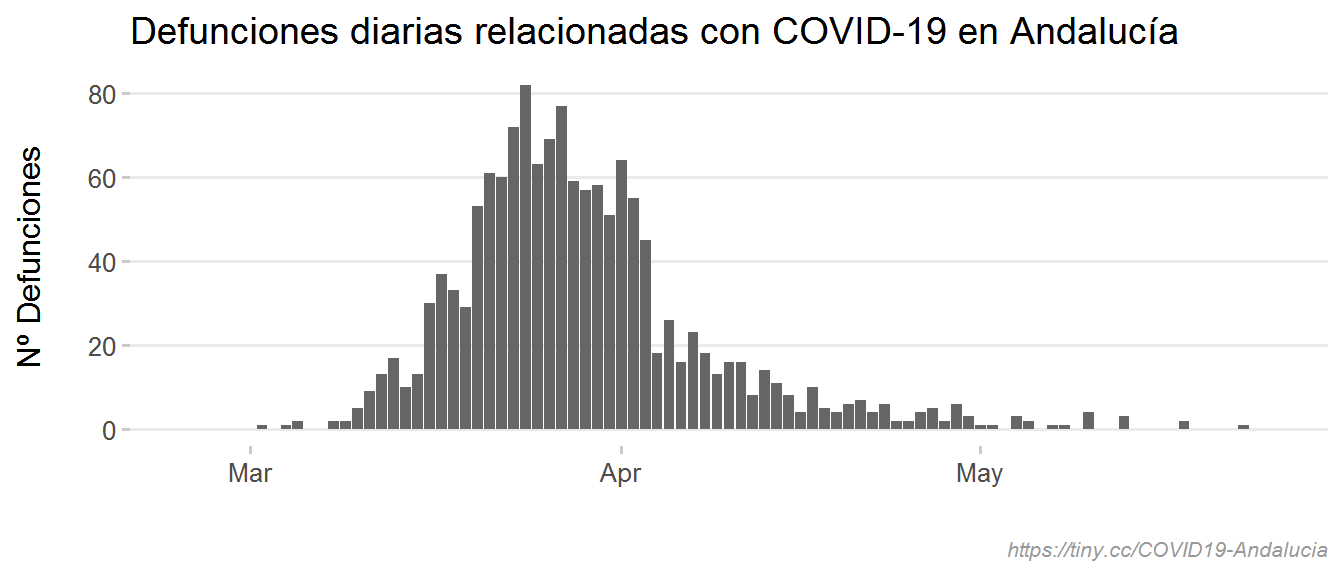 Defunciones diarias relacionadas con COVID-19 en Andalucía
Nº Defunciones
80
60
40
20
0
Mar Apr May
https://tiny.cc/COVID19-Andalucia